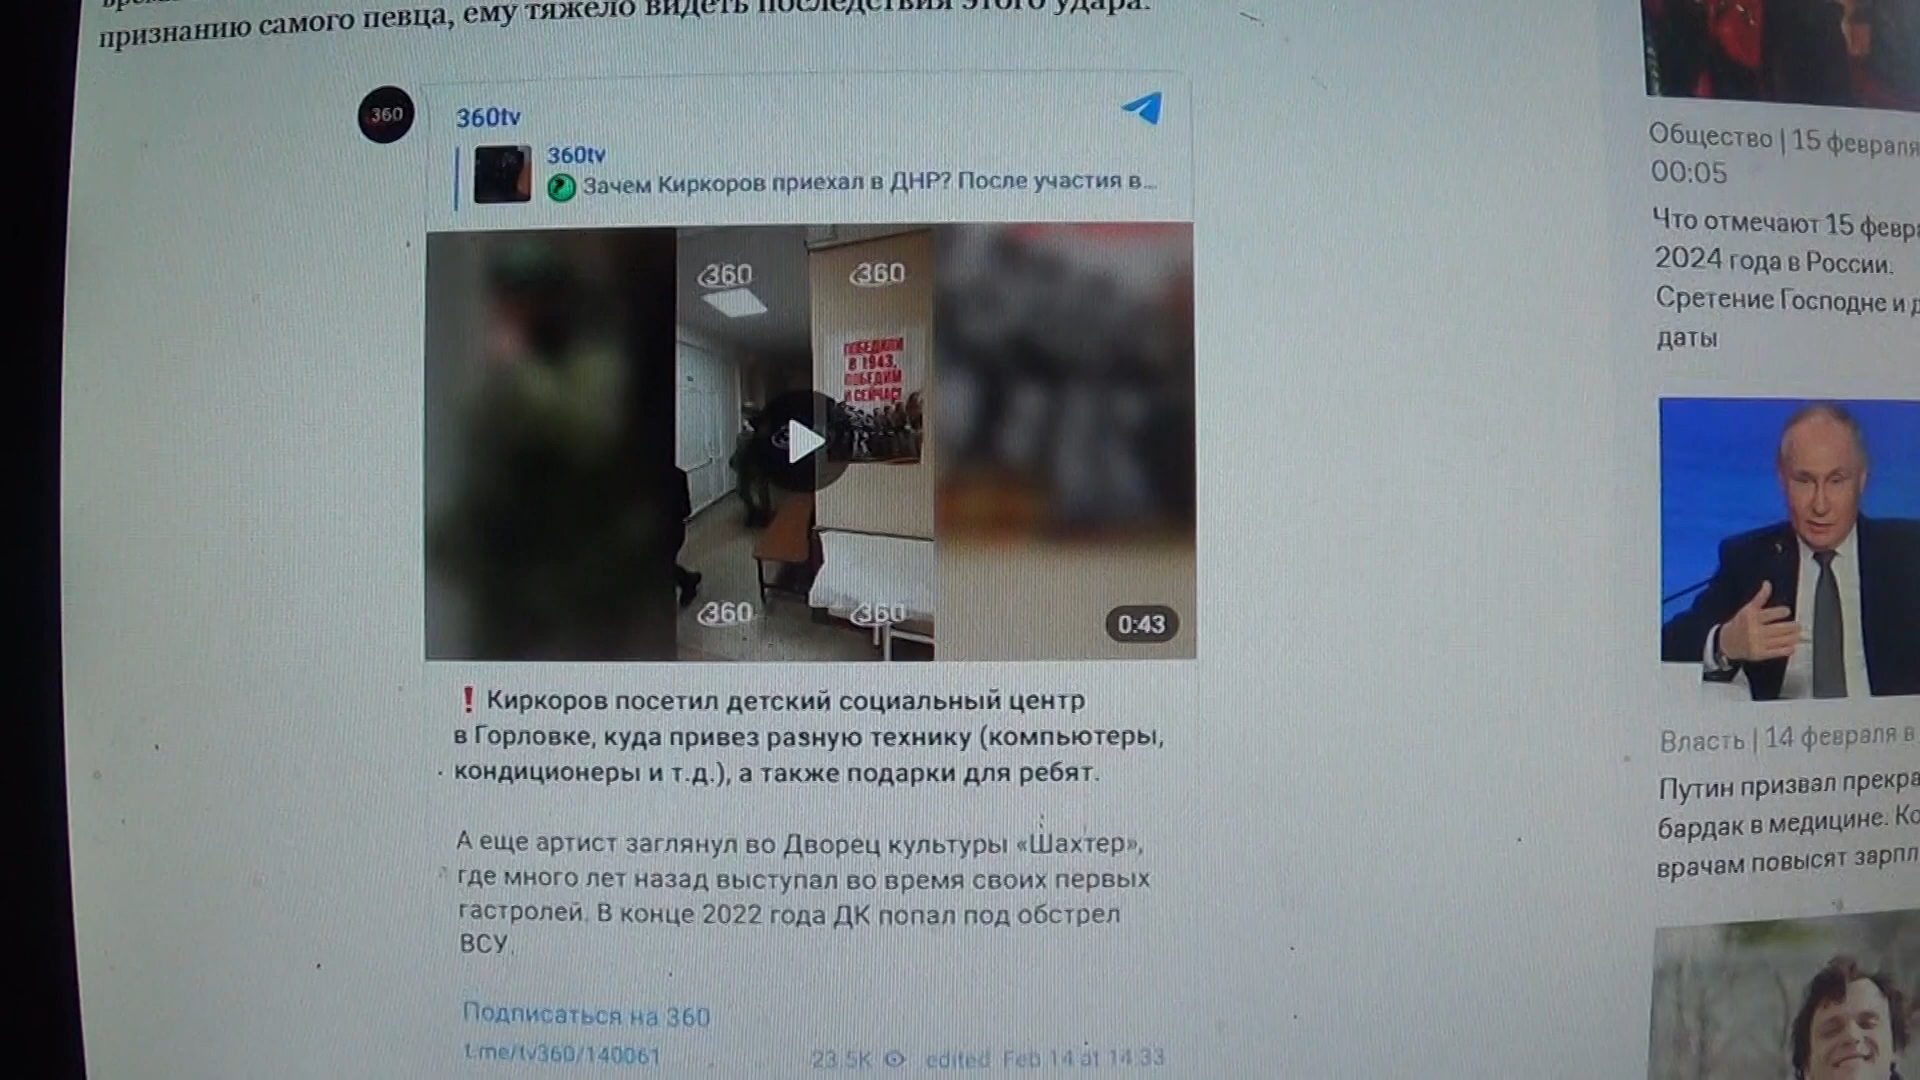 признанию самого певца, ему тяжело видеть последствия этого удара.
360
360tv
360tv
Зачем Киркоров приехал в ДНР? После участия в...
360
360
ПОБЕДИЛИ
В 1943,
ПОБЕДИМ
И СЕЙЧАС!
360
360
0:43
❗ Киркоров посетил детский социальный центр
в Горловке, куда привез разную технику (компьютеры,
кондиционеры и т.д.), а также подарки для ребят.
А еще артист заглянул во Дворец культуры «Шахтер»,
где много лет назад выступал во время своих первых
гастролей. В конце 2022 года ДК попал под обстрел
ВСУ.
Подписаться на 360
t.me/tv360/140061
23.5K edited Feb 14 at 14:33
Общество | 15 февраля
00:05
Что отмечают 15 февра
2024 года в России.
Сретение Господне и д
даты
Власть | 14 февраля в
Путин призвал прекра
бардак в медицине. Ко
врачам повысят зарпл